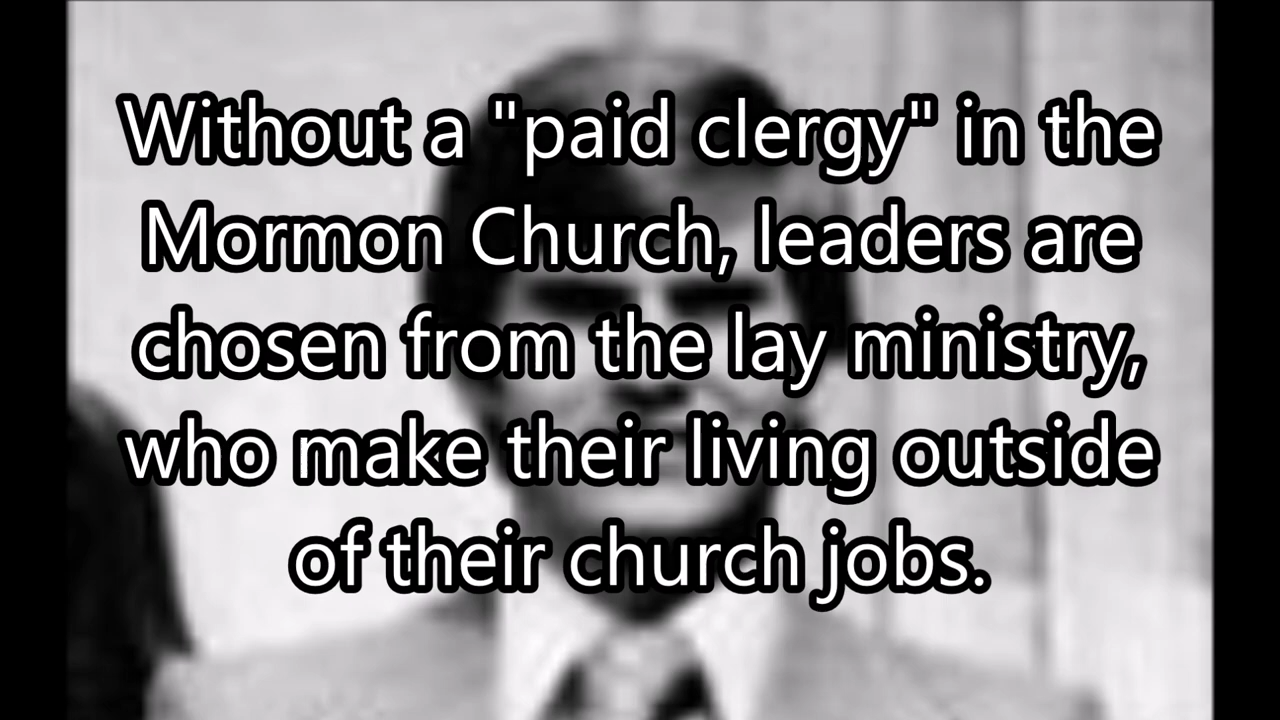 Without a "paid clergy" in the
Mormon Church, leaders are
chosen from the lay ministry,
who make their living outside
of their church jobs.